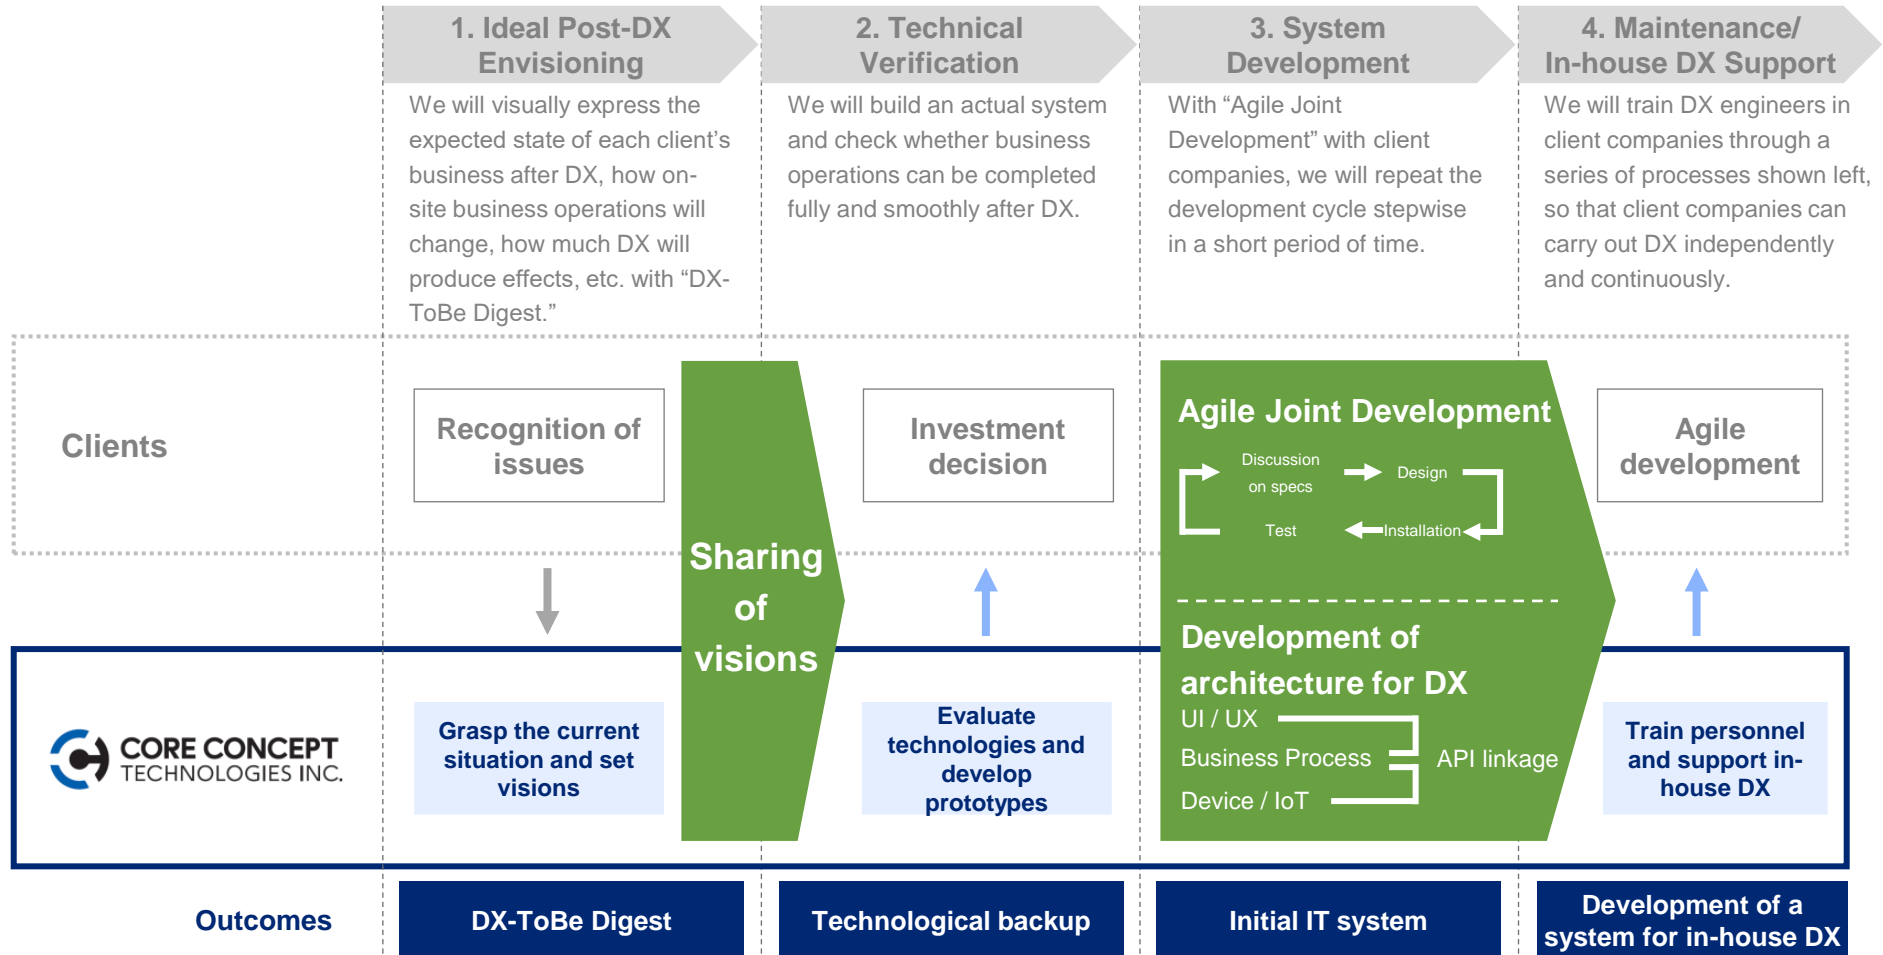 1. Ideal Post-DX
Envisioning
2. Technical
Verification
3. System
Development
4. Maintenance/
In-house DX Support
We will visually express the
expected state of each client’s
business after DX, how on-
site business operations will
change, how much DX will
produce effects, etc. with “DX-
ToBe Digest.”
We will build an actual system
and check whether business
operations can be completed
fully and smoothly after DX.
With “Agile Joint
Development” with client
companies, we will repeat the
development cycle stepwise
in a short period of time.
We will train DX engineers in
client companies through a
series of processes shown left,
so that client companies can
carry out DX independently
and continuously.
Clients
Recognition of
issues
Sharing
of
visions
Investment
decision
Agile Joint Development
Discussion
on specs
Design
Test
Installation
Agile
development
Development of
architecture for DX
UI / UX
Business Process
API linkage
Device / IoT
CORE CONCEPT
TECHNOLOGIES INC.
Grasp the current
situation and set
visions
Evaluate
technologies and
develop
prototypes
Train personnel
and support in-
house DX
Outcomes
DX-ToBe Digest
Technological backup
Initial IT system
Development of a
system for in-house DX